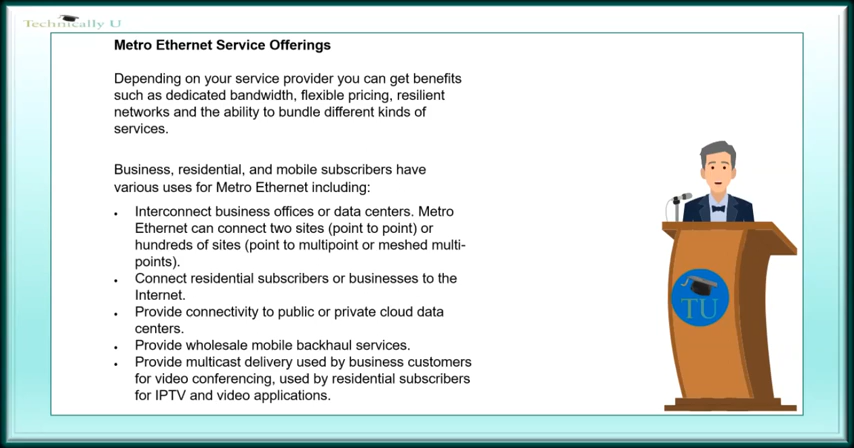 Technically U
Metro Ethernet Service Offerings
Depending on your service provider you can get benefits
such as dedicated bandwidth, flexible pricing, resilient
networks and the ability to bundle different kinds of
services.
Business, residential, and mobile subscribers have
various uses for Metro Ethernet including:
• Interconnect business offices or data centers. Metro
Ethernet can connect two sites (point to point) or
hundreds of sites (point to multipoint or meshed multi-
points).
• Connect residential subscribers or businesses to the
Internet.
• Provide connectivity to public or private cloud data
centers.
• Provide wholesale mobile backhaul services.
• Provide multicast delivery used by business customers
for video conferencing, used by residential subscribers
for IPTV and video applications.
TU